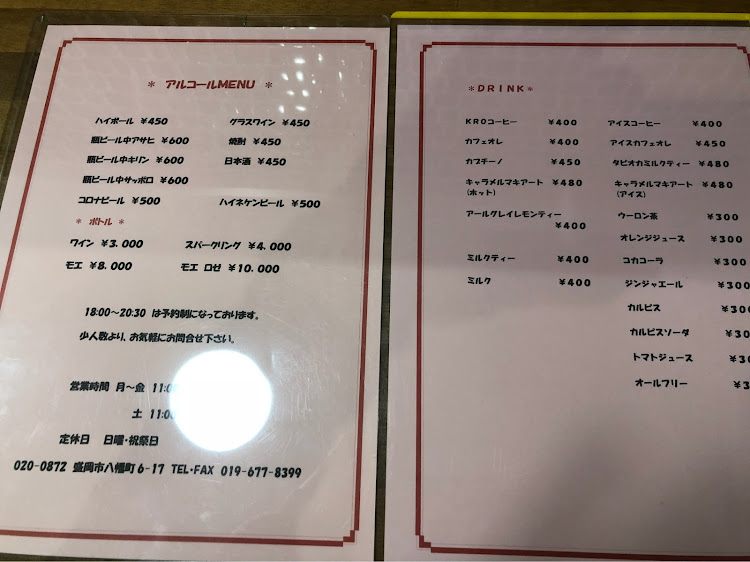 ＊ アルコールMENU ＊
ハイボール ¥450 グラスワイン ¥450
瓶ビール中アサヒ ¥600 焼酎 ¥450
瓶ビール中キリン ¥600 日本酒 ¥450
瓶ビール中サッポロ ¥600
コロナビール ¥500 ハイネケンビール ¥500
＊ ボトル ＊
ワイン ¥3.000 スパークリング ¥4.000
モエ ¥8.000 モエ ロゼ ¥10.000
18:00～20:30 は予約制になっております。
少人数より、お気軽にお問合せ下さい。
営業時間 月～金 11:0
土 11:0
定休日 日曜・祝祭日
020-0872 盛岡市八幡町6-17 TEL・FAX 019-677-8399
＊DRINK＊
KROコーヒー ¥400 アイスコーヒー ¥400
カフェオレ ¥400 アイスカフェオレ ¥450
カプチーノ ¥450 タピオカミルクティー ¥480
キャラメルマキアート ¥480 キャラメルマキアート ¥480
(ホット) (アイス)
アールグレイレモンティー ウーロン茶 ¥300
¥400 オレンジジュース ¥300
ミルクティー ¥400 コカコーラ ¥300
ミルク ¥400 ジンジャエール ¥300
カルピス ¥300
カルピスソーダ ¥30
トマトジュース ¥30
オールフリー ¥3